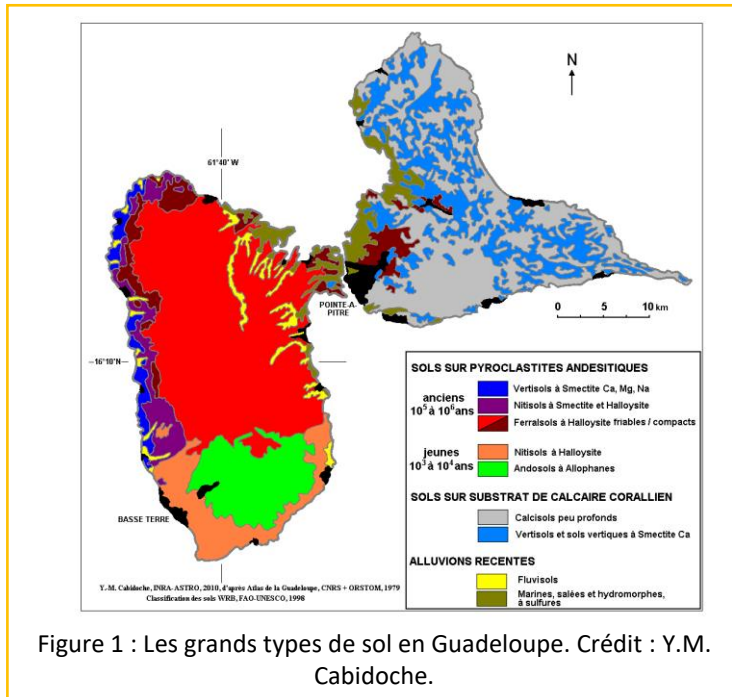 N
61°40' W
POINTE-A-
PITRE
0 5 10 km
16°10'N
BASSE TERRE
SOLS SUR PYROCLASTITES ANDESITIQUES
anciens
10⁵ à 10⁶ ans
Vertisols à Smectite Ca, Mg, Na
Nitisols à Smectite et Halloysite
Ferralsols à Halloysite friables / compacts
jeunes
10³ à 10⁴ ans
Nitisols à Halloysite
Andosols à Allophanes
SOLS SUR SUBSTRAT DE CALCAIRE CORALLIEN
Calcisols peu profonds
Vertisols et sols vertiques à Smectite Ca
ALLUVIONS RECENTES
Fluvisols
Marines, salées et hydromorphes,
à sulfures
Y.-M. Cabidoche, INRA-ASTRO, 2010, d'après Atlas de la Guadeloupe, CNRS + ORSTOM, 1979
Classification des sols WRB, FAO-UNESCO, 1998
Figure 1 : Les grands types de sol en Guadeloupe. Crédit : Y.M.
Cabidoche.